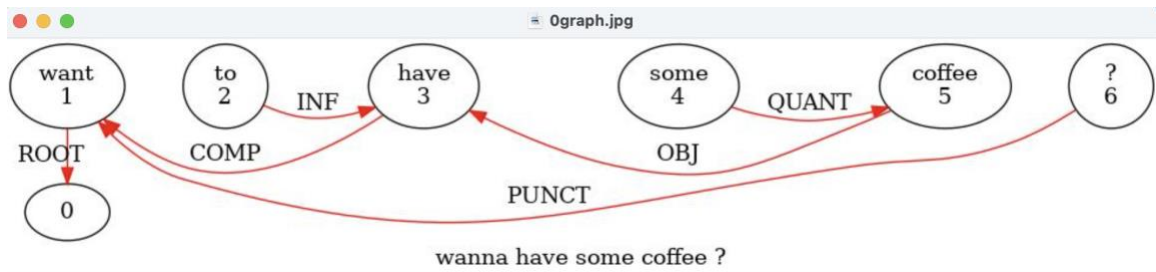 0graph.jpg
want to have some coffee ?
1 2 3 4 5 6
INF QUANT
ROOT COMP OBJ
PUNCT
0
wanna have some coffee ?